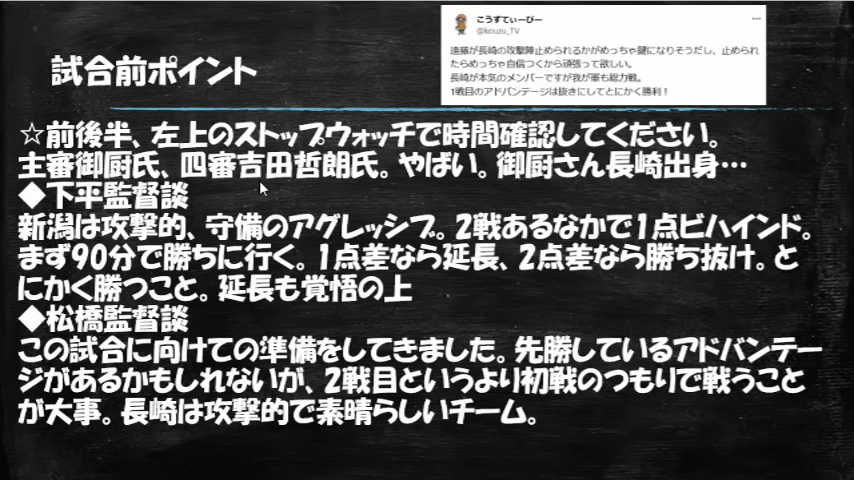 こうずてぃーびー
@kouzu_TV
遠藤が長崎の攻撃陣止められるかがめっちゃ鍵になりそうだし、止められ
たらめっちゃ自信つくから頑張って欲しい。
長崎が本気のメンバーですが我が軍も総力戦。
1戦目のアドバンテージは抜きにしてとにかく勝利！
試合前ポイント
☆前後半、左上のストップウォッチで時間確認してください。
主審御厨氏、四審吉田哲朗氏。やばい。御厨さん長崎出身…
◆下平監督談
新潟は攻撃的、守備のアグレッシブ。2戦あるなかで1点ビハインド。
まず90分で勝ちに行く。1点差なら延長、2点差なら勝ち抜け。と
にかく勝つこと。延長も覚悟の上
◆松橋監督談
この試合に向けての準備をしてきました。先勝しているアドバンテー
ジがあるかもしれないが、2戦目というより初戦のつもりで戦うこと
が大事。長崎は攻撃的で素晴らしいチーム。